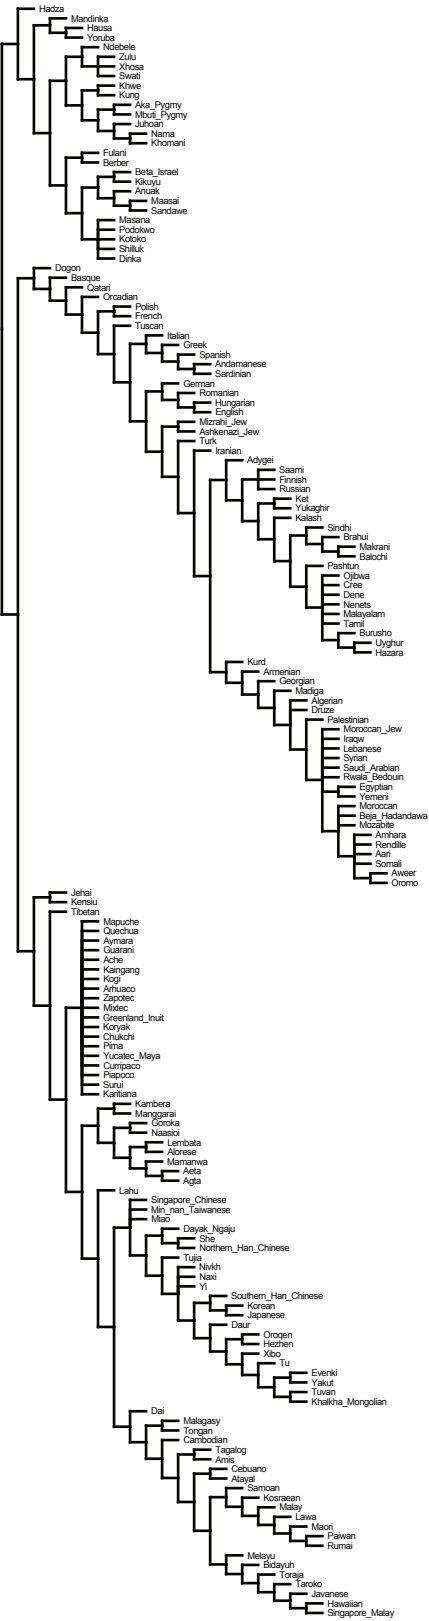 Hadza
Mandinka
Hausa
Yoruba
Ndebele
Zulu
Xhosa
Swati
Khwe
Kung
Aka_Pygmy
Mbuti_Pygmy
Juhoan
Nama
Khomani
Fulani
Berber
Beta_Israel
Kikuyu
Anuak
Maasai
Sandawe
Masana
Podokwo
Kotoko
Shilluk
Dinka
Dogon
Basque
Qatari
Orcadian
Polish
French
Tuscan
Italian
Greek
Spanish
Andamanese
Sardinian
German
Romanian
Hungarian
English
Mizrahi_Jew
Ashkenazi_Jew
Turk
Iranian
Adygei
Saami
Finnish
Russian
Ket
Yukaghir
Kalash
Sindhi
Brahui
Makrani
Balochi
Pashtun
Ojibwa
Cree
Dene
Nenets
Malayalam
Tamil
Burusho
Uyghur
Hazara
Kurd
Armenian
Georgian
Madiga
Algerian
Druze
Palestinian
Moroccan_Jew
Iraqw
Lebanese
Syrian
Saudi_Arabian
Rwala_Bedouin
Egyptian
Yemeni
Moroccan
Beja_Hadandawa
Mozabite
Amhara
Rendille
Aari
Somali
Aweer
Oromo
Jehai
Kensiu
Tibetan
Mapuche
Quechua
Aymara
Guarani
Ache
Kaingang
Kogi
Arhuaco
Zapotec
Mixtec
Greenland_Inuit
Koryak
Chukchi
Pima
Yucatec_Maya
Curripaco
Piapoco
Surui
Karitiana
Kambera
Manggarai
Goroka
Naasioi
Lembata
Alorese
Mamanwa
Aeta
Agta
Lahu
Singapore_Chinese
Min_nan_Taiwanese
Miao
Dayak_Ngaju
She
Northern_Han_Chinese
Tujia
Nivkh
Naxi
Yi
Southern_Han_Chinese
Korean
Japanese
Daur
Oroqen
Hezhen
Xibo
Tu
Evenki
Yakut
Tuvan
Khalkha_Mongolian
Dai
Malagasy
Tongan
Cambodian
Tagalog
Amis
Cebuano
Atayal
Samoan
Kosraean
Malay
Lawa
Maori
Paiwan
Rumai
Melayu
Bidayuh
Toraja
Taroko
Javanese
Hawaiian
Singapore_Malay